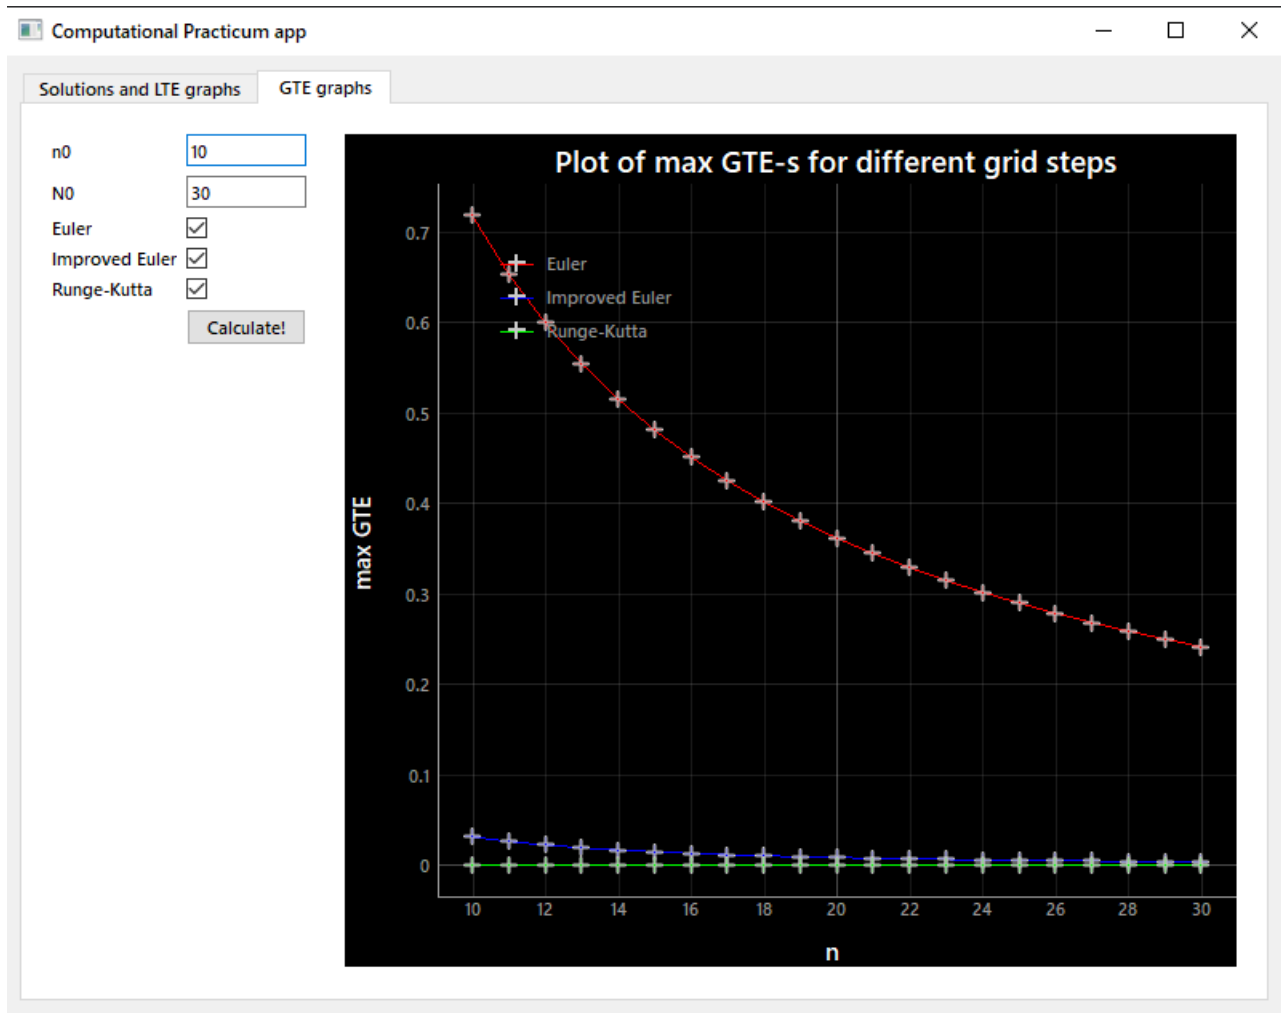 Computational Practicum app
Solutions and LTE graphs
GTE graphs
n0
10
N0
30
Euler
Improved Euler
Runge-Kutta
Calculate!
Plot of max GTE-s for different grid steps
Euler
Improved Euler
Runge-Kutta
max GTE
0.7
0.6
0.5
0.4
0.3
0.2
0.1
0
10 12 14 16 18 20 22 24 26 28 30
n